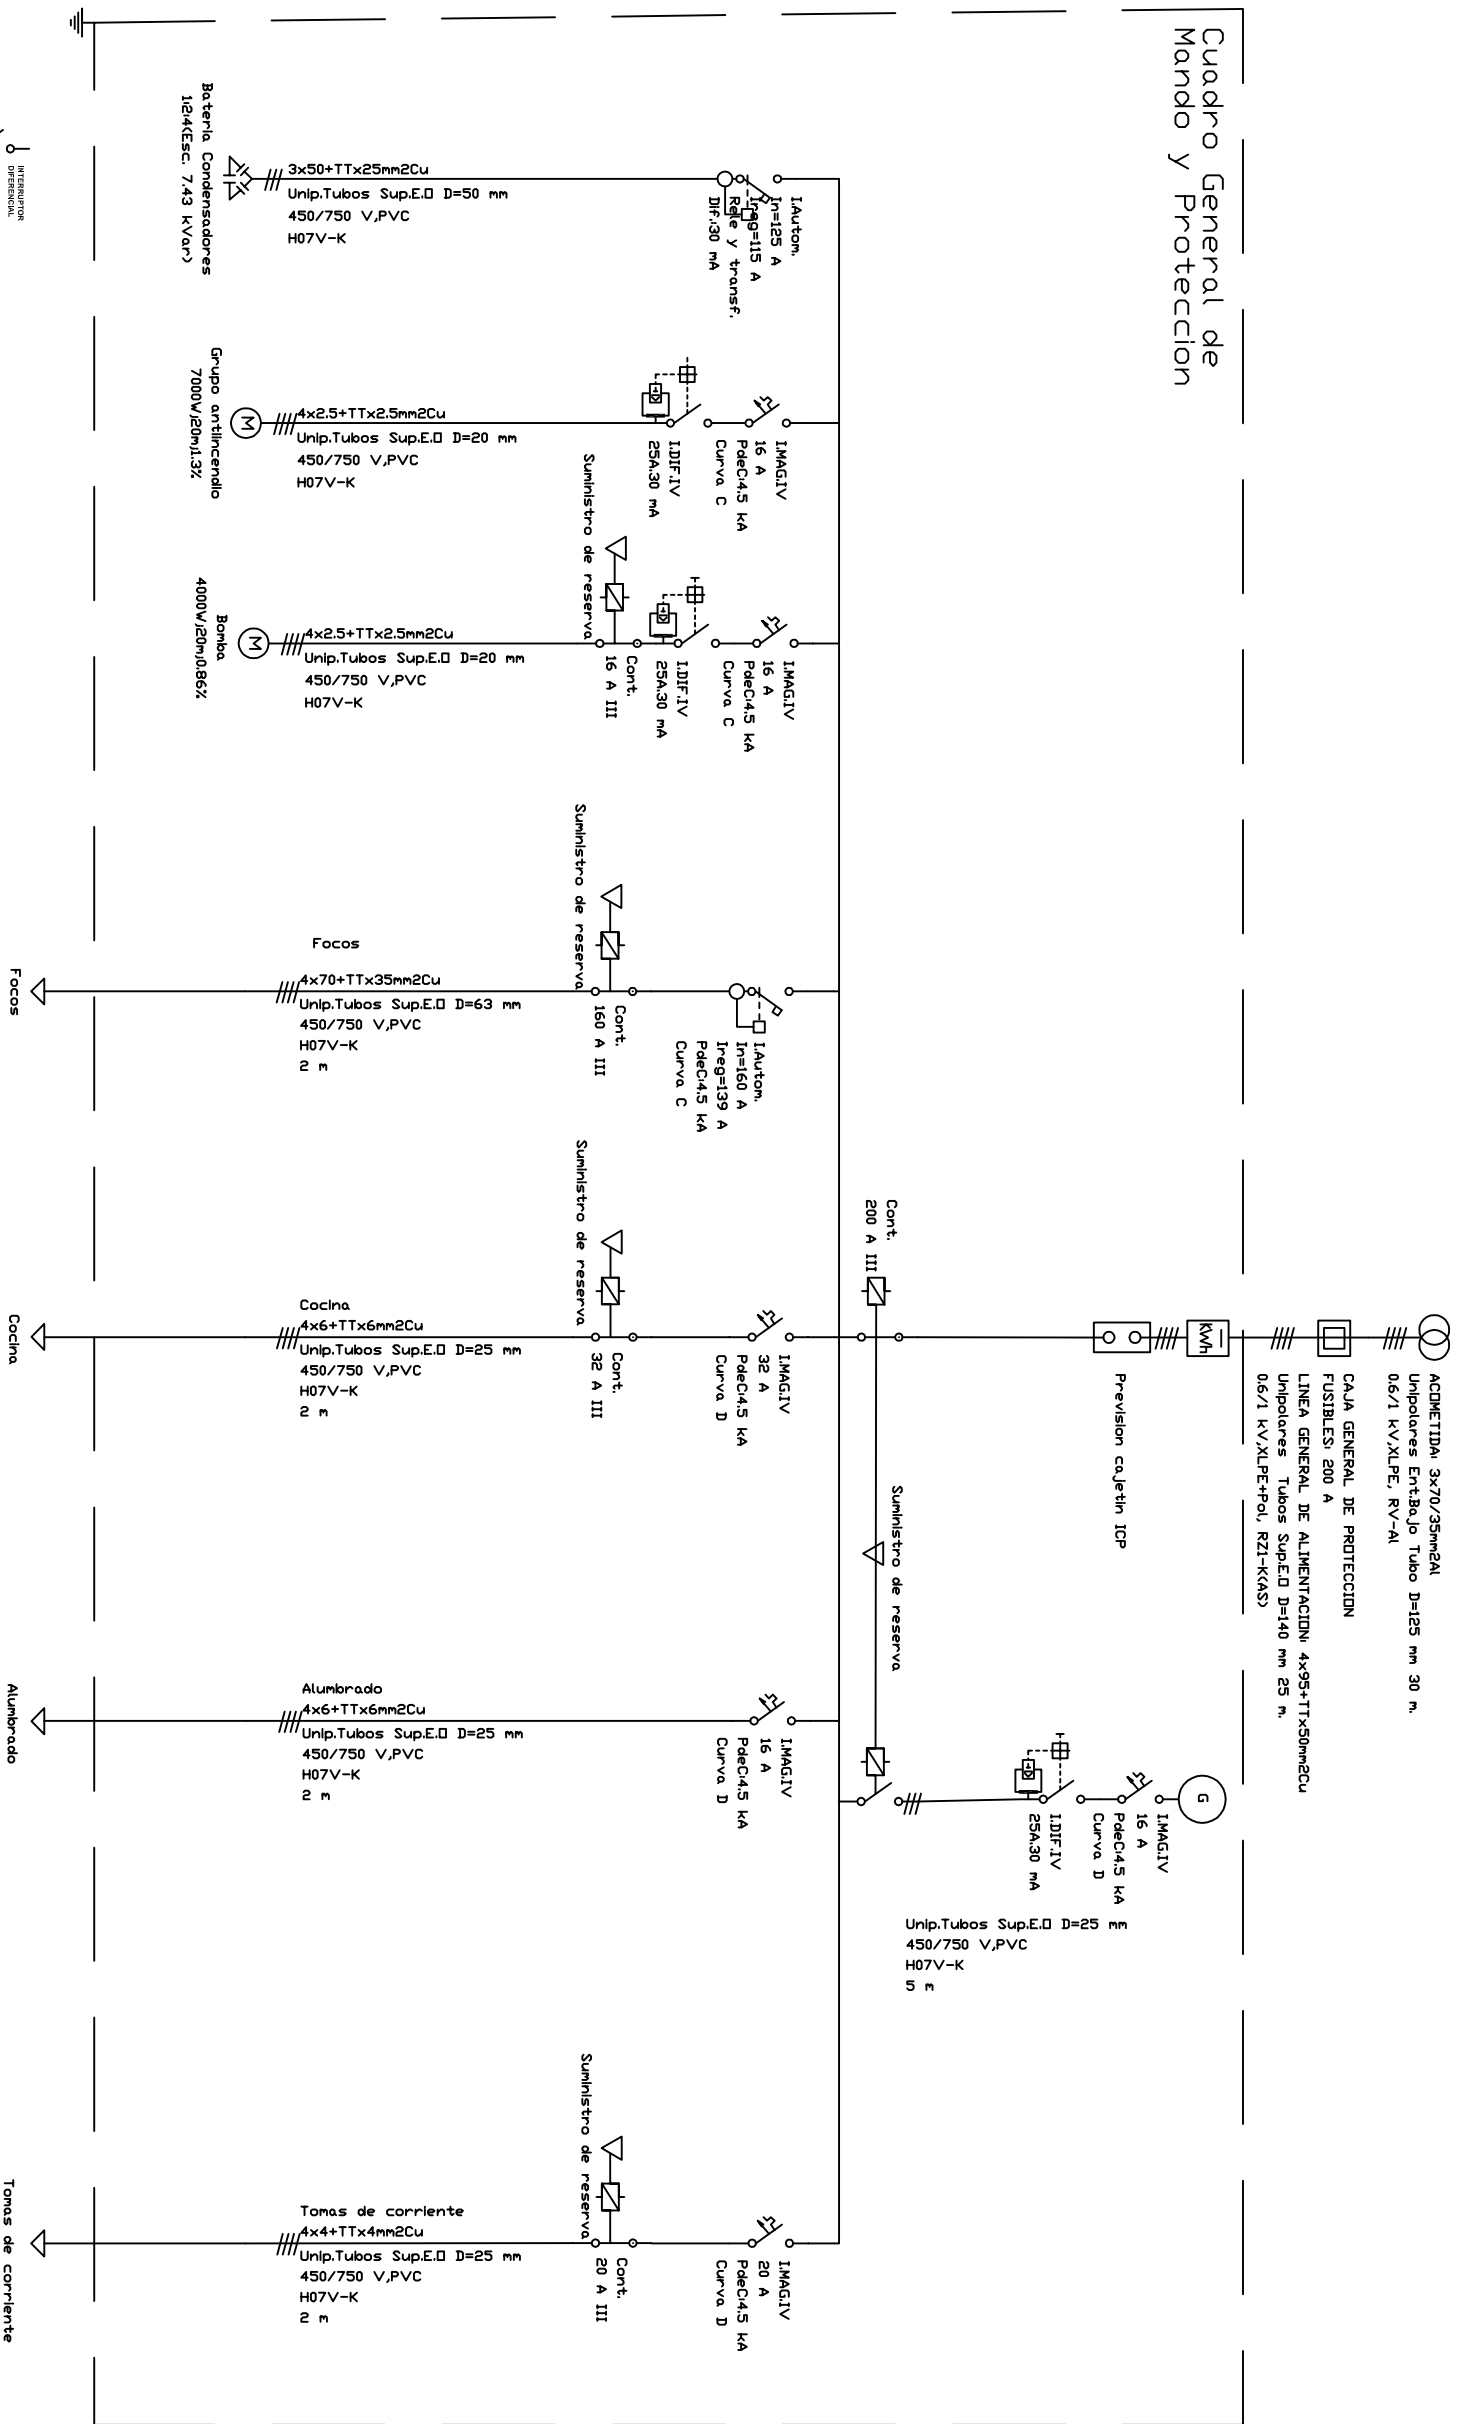 Cuadro General de
Mando y Proteccion
ACOMETIDA: 3x70/35mm2Al
Unipolares Ent.Bajo Tubo D=125 mm 30 m.
0.6/1 kV,XLPE, RV-Al
CAJA GENERAL DE PROTECCION
FUSIBLES: 200 A
LINEA GENERAL DE ALIMENTACION: 4x95+TTx50mm2Cu
Unipolares Tubos Sup.E.O D=140 mm 25 m.
0.6/1 kV,XLPE+Pol, RZ1-K(AS)
kWh
Prevision cajetin ICP
G
I.MAG.IV
16 A
PdeC:4.5 kA
Curva D
I.DIF.IV
25A.30 mA
Unip.Tubos Sup.E.O D=25 mm
450/750 V,PVC
H07V-K
5 m
Cont.
200 A III
Suministro de reserva
I.Autom.
In=125 A
Ireg=115 A
Rele y transf.
Dif.:30 mA
3x50+TTx25mm2Cu
Unip.Tubos Sup.E.O D=50 mm
450/750 V,PVC
H07V-K
Bateria Condensadores
1:2:4(Esc. 7.43 kVar)
I.MAG.IV
16 A
PdeC:4.5 kA
Curva C
I.DIF.IV
25A.30 mA
4x2.5+TTx2.5mm2Cu
Unip.Tubos Sup.E.O D=20 mm
450/750 V,PVC
H07V-K
M
Grupo antiincendio
7000W;20m;1.3%
I.MAG.IV
16 A
PdeC:4.5 kA
Curva C
I.DIF.IV
25A.30 mA
Cont.
16 A III
Suministro de reserva
4x2.5+TTx2.5mm2Cu
Unip.Tubos Sup.E.O D=20 mm
450/750 V,PVC
H07V-K
M
Bomba
4000W;20m;0.86%
I.Autom.
In=160 A
Ireg=139 A
PdeC:4.5 kA
Curva C
Cont.
160 A III
Suministro de reserva
Focos
4x70+TTx35mm2Cu
Unip.Tubos Sup.E.O D=63 mm
450/750 V,PVC
H07V-K
2 m
Focos
I.MAG.IV
32 A
PdeC:4.5 kA
Curva D
Cont.
32 A III
Suministro de reserva
Cocina
4x6+TTx6mm2Cu
Unip.Tubos Sup.E.O D=25 mm
450/750 V,PVC
H07V-K
2 m
Cocina
I.MAG.IV
16 A
PdeC:4.5 kA
Curva D
Alumbrado
4x6+TTx6mm2Cu
Unip.Tubos Sup.E.O D=25 mm
450/750 V,PVC
H07V-K
2 m
Alumbrado
I.MAG.IV
20 A
PdeC:4.5 kA
Curva D
Cont.
20 A III
Suministro de reserva
Tomas de corriente
4x4+TTx4mm2Cu
Unip.Tubos Sup.E.O D=25 mm
450/750 V,PVC
H07V-K
2 m
Tomas de corriente
INTERRUPTOR
DIFERENCIAL